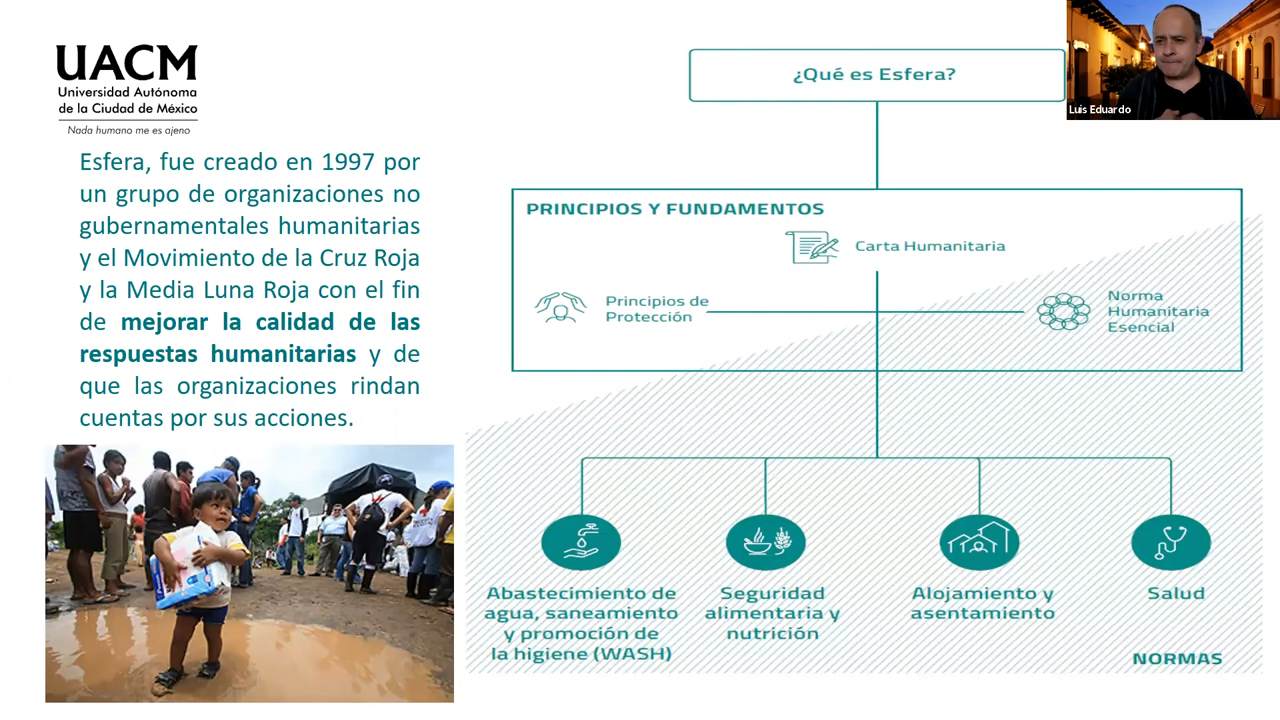 UACM
Universidad Autónoma
de la Ciudad de México
Nada humano me es ajeno
Esfera, fue creado en 1997 por
un grupo de organizaciones no
gubernamentales humanitarias
y el Movimiento de la Cruz Roja
y la Media Luna Roja con el fin
de mejorar la calidad de las
respuestas humanitarias y de
que las organizaciones rindan
cuentas por sus acciones.
¿Qué es Esfera?
Luis Eduardo
PRINCIPIOS Y FUNDAMENTOS
Carta Humanitaria
Principios de
Protección
Norma
Humanitaria
Esencial
Abastecimiento de
agua, saneamiento
y promoción de
la higiene (WASH)
Seguridad
alimentaria y
nutrición
Alojamiento y
asentamiento
Salud
NORMAS